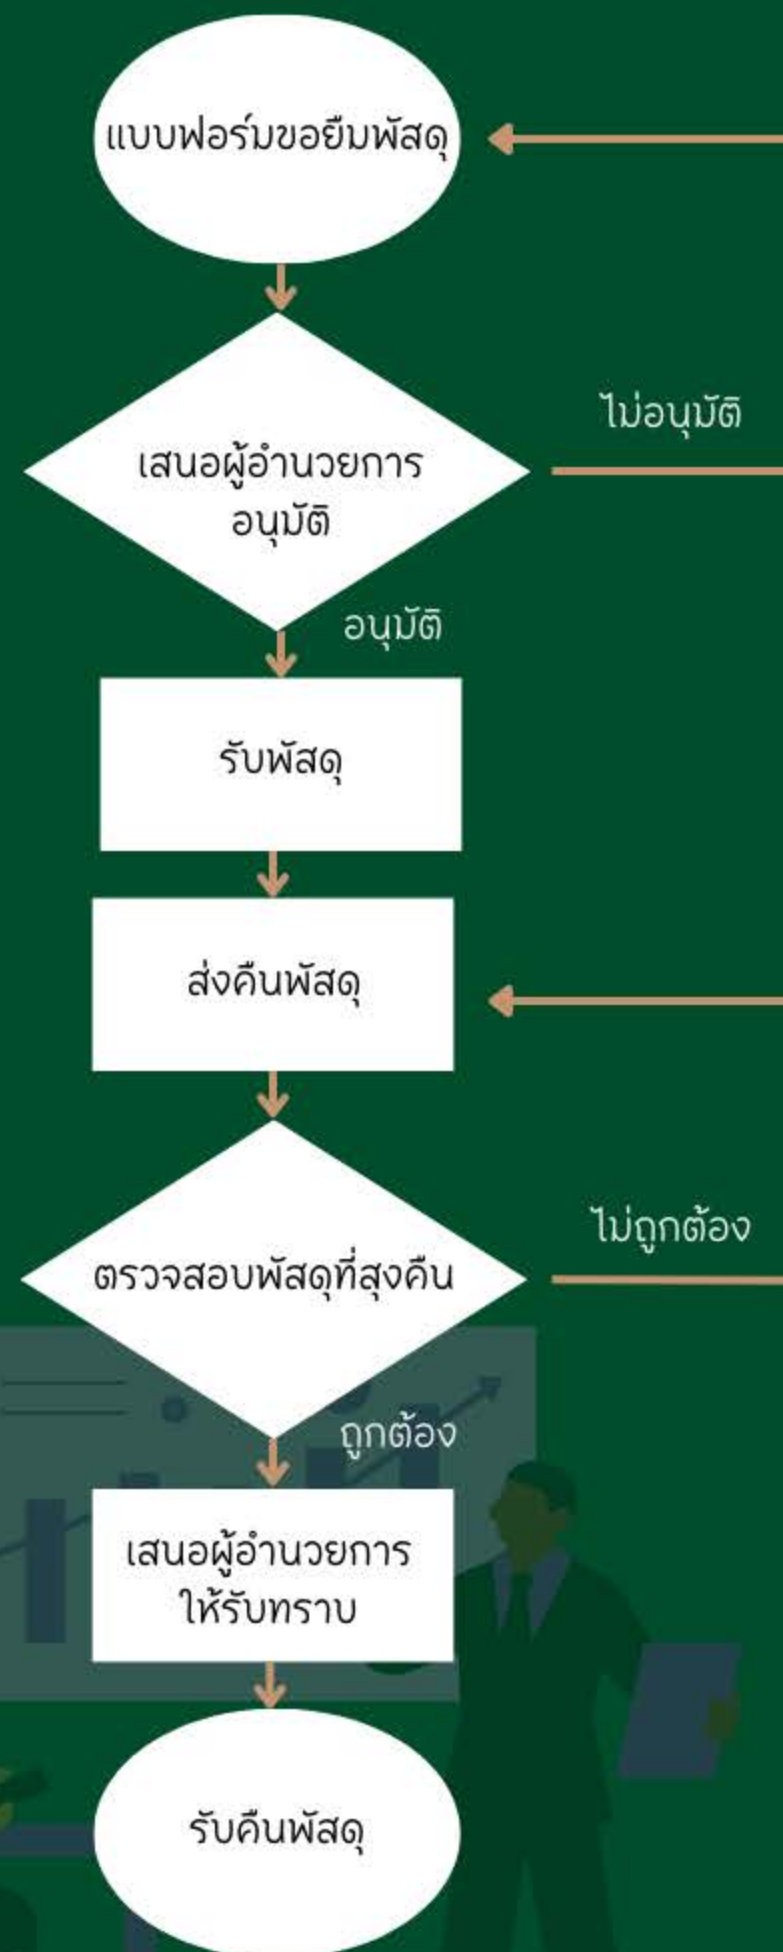 แบบฟอร์มขอยืมพัสดุ
เสนอผู้อำนวยการ
อนุมัติ
ไม่อนุมัติ
อนุมัติ
รับพัสดุ
ส่งคืนพัสดุ
ตรวจสอบพัสดุที่สุงคืน
ไม่ถูกต้อง
ถูกต้อง
เสนอผู้อำนวยการ
ให้รับทราบ
รับคืนพัสดุ